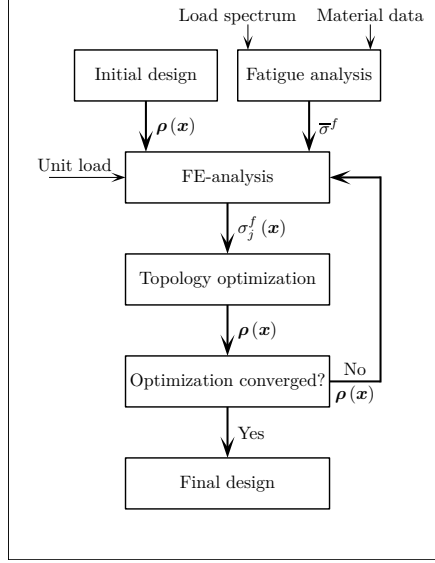 Load spectrum
Material data
Initial design
Fatigue analysis
ρ(x)
σ̅ᶠ
Unit load
FE-analysis
σⱼᶠ(x)
Topology optimization
ρ(x)
Optimization converged?
No
ρ(x)
Yes
Final design